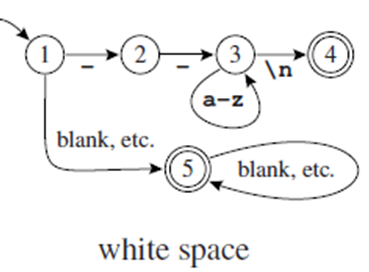 1 - 2 - 3 \n 4
a-z
blank, etc.
5 blank, etc.
white space